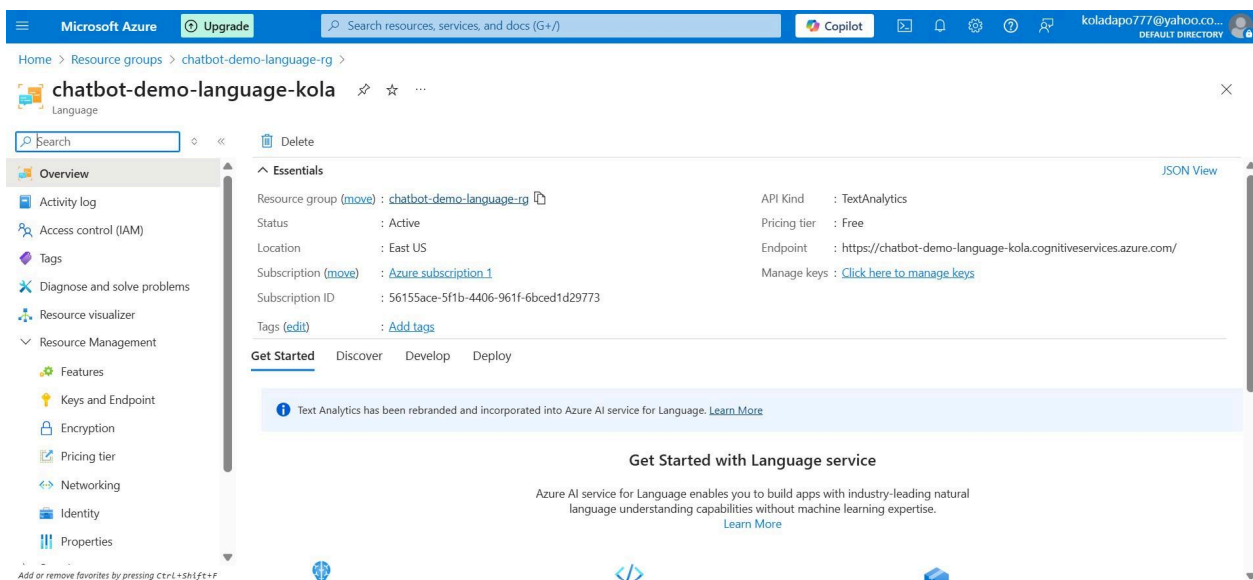 Microsoft Azure
Upgrade
Search resources, services, and docs (G+/)
Copilot
koladapo777@yahoo.co...
DEFAULT DIRECTORY
Home > Resource groups > chatbot-demo-language-rg >
chatbot-demo-language-kola
Language
Search
Delete
Overview
Activity log
Access control (IAM)
Tags
Diagnose and solve problems
Resource visualizer
Resource Management
Features
Keys and Endpoint
Encryption
Pricing tier
Networking
Identity
Properties
Add or remove favorites by pressing Ctrl+Shift+F
Essentials
JSON View
Resource group (move) : chatbot-demo-language-rg
Status : Active
Location : East US
Subscription (move) : Azure subscription 1
Subscription ID : 56155ace-5f1b-4406-961f-6bced1d29773
Tags (edit) : Add tags
API Kind : TextAnalytics
Pricing tier : Free
Endpoint : https://chatbot-demo-language-kola.cognitiveservices.azure.com/
Manage keys : Click here to manage keys
Get Started Discover Develop Deploy
Text Analytics has been rebranded and incorporated into Azure AI service for Language. Learn More
Get Started with Language service
Azure AI service for Language enables you to build apps with industry-leading natural
language understanding capabilities without machine learning expertise.
Learn More